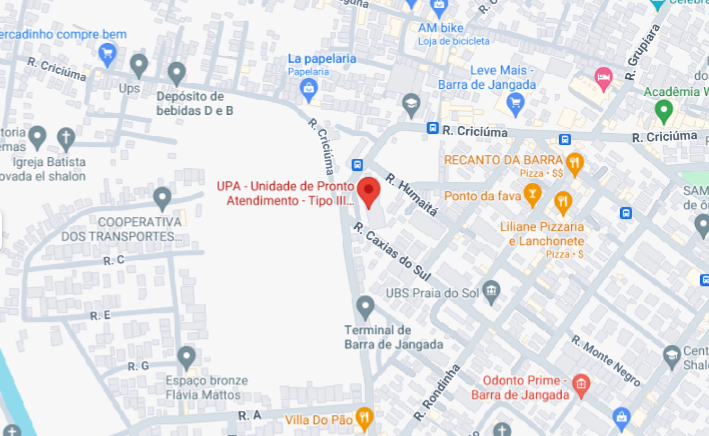 Celebra
AM bike
Loja de bicicleta
ercadinho compre bem
R. Grupiara
La papelaria
Papelaria
R. Criciúma
Leve Mais -
Barra de Jangada
Ups
Depósito de
bebidas D e B
Acadêmia W
R. Criciúma
R. Criciúma
R. Criciúma
toria
emas
Igreja Batista
ovada el shalon
RECANTO DA BARRA
Pizza - $$
R. Humaitá
UPA - Unidade de Pronto
Atendimento - Tipo III...
Ponto da fava
SAM
de ó
COOPERATIVA
DOS TRANSPORTES...
Liliane Pizzaria
e Lanchonete
Pizza - $
R. Caxias do Sul
R. C
UBS Praia do Sol
R. E
Terminal de
Barra de Jangada
R. Monte Negro
Cent
Shalo
R. G
Espaço bronze
Flávia Mattos
R. Rondinha
Odonto Prime -
Barra de Jangada
R. A
Villa Do Pão